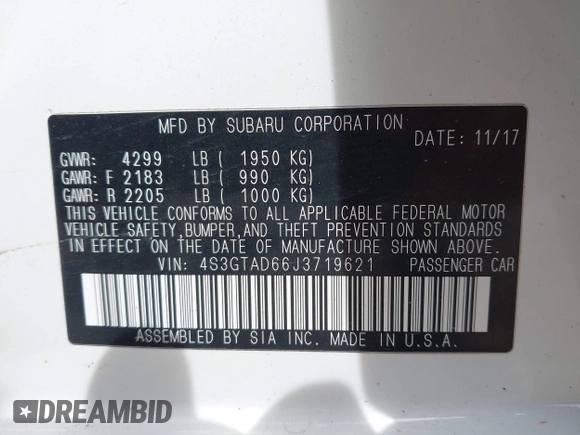 MFD BY SUBARU CORPORATION
DATE: 11/17
GVWR: 4299 LB ( 1950 KG)
GAWR: F 2183 LB ( 990 KG)
GAWR: R 2205 LB ( 1000 KG)
THIS VEHICLE CONFORMS TO ALL APPLICABLE FEDERAL MOTOR
VEHICLE SAFETY, BUMPER, AND THEFT PREVENTION STANDARDS
IN EFFECT ON THE DATE OF MANUFACTURE SHOWN ABOVE.
VIN: 4S3GTAD66J3719621 PASSENGER CAR
ASSEMBLED BY SIA INC. MADE IN U.S.A.
DREAMBID